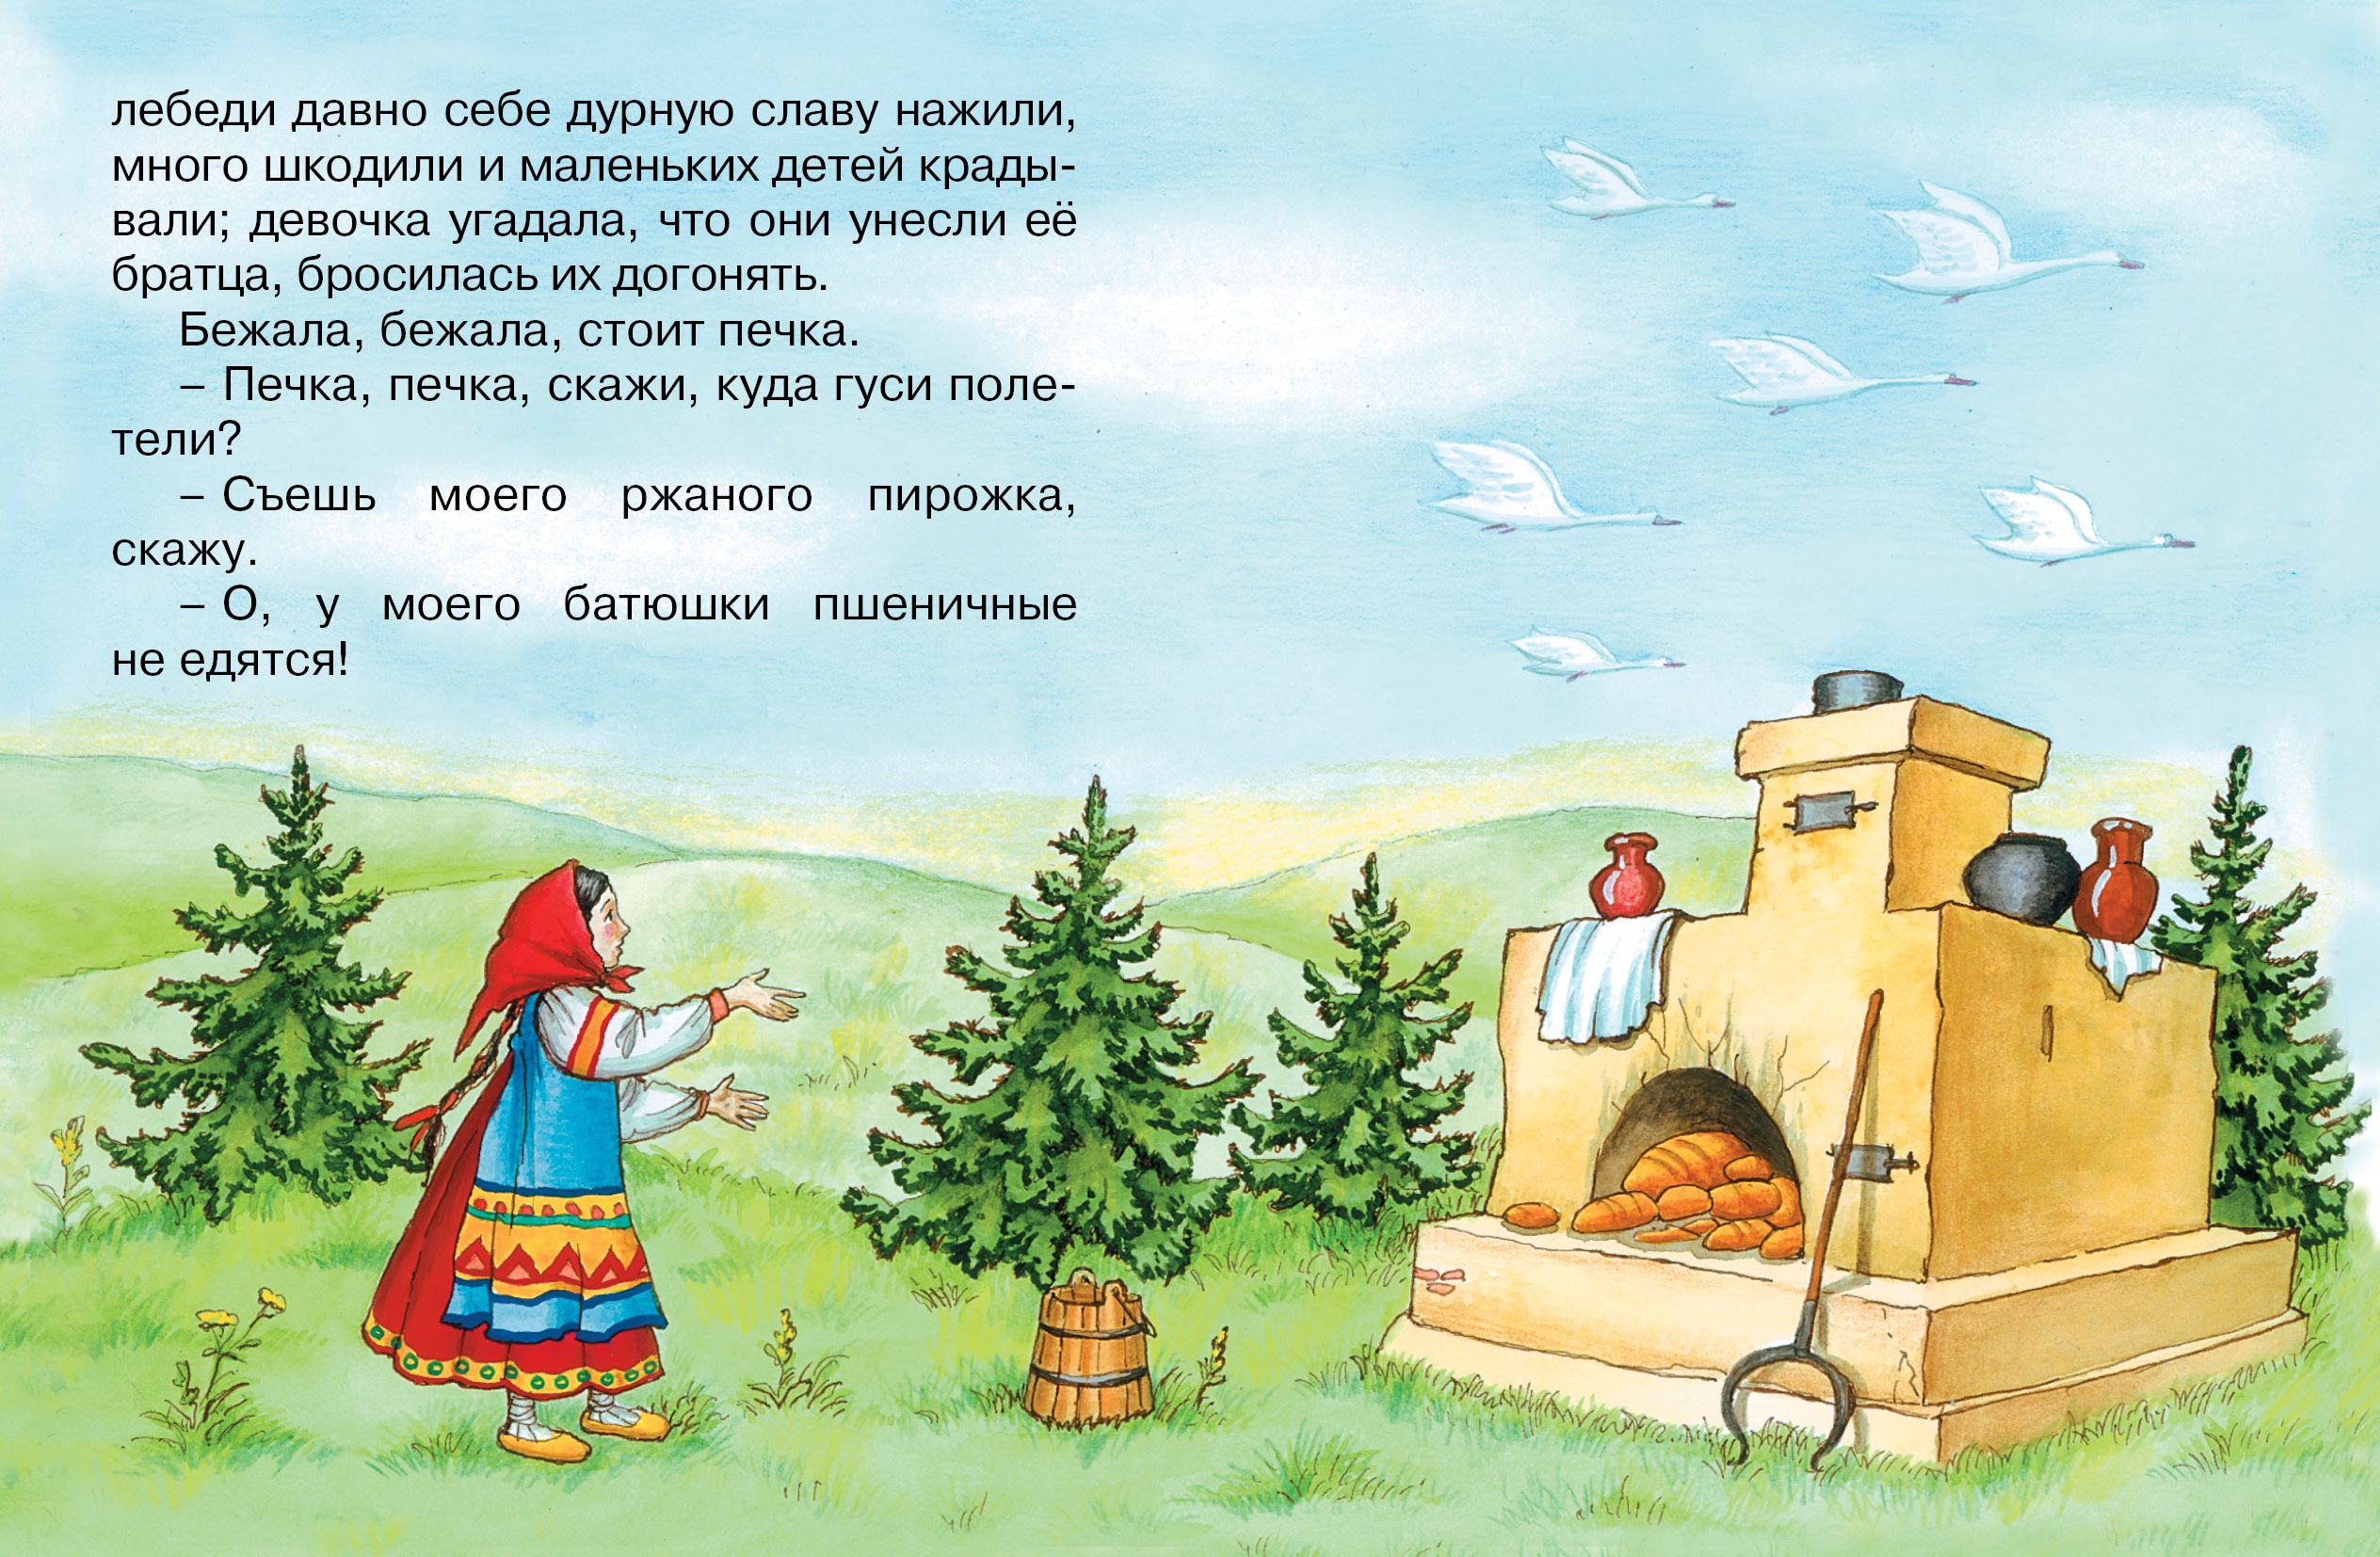 лебеди давно себе дурную славу нажили,
много шкодили и маленьких детей крады-
вали; девочка угадала, что они унесли её
братца, бросилась их догонять.
Бежала, бежала, стоит печка.
– Печка, печка, скажи, куда гуси поле-
тели?
– Съешь моего ржаного пирожка,
скажу.
– О, у моего батюшки пшеничные
не едятся!